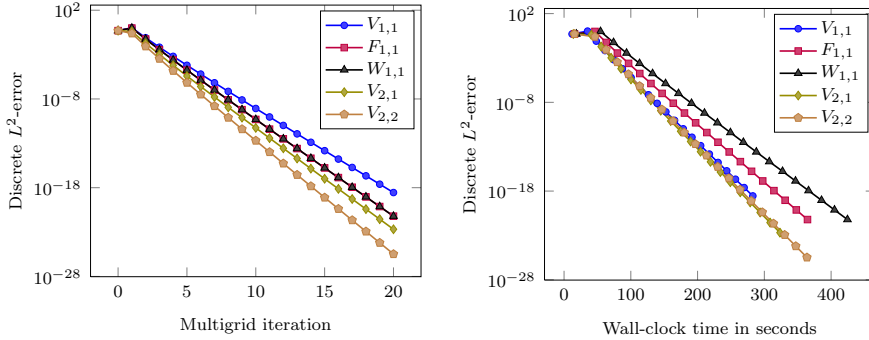 10^2
10^−8
10^−18
10^−28
Discrete L^2-error
0 5 10 15 20
Multigrid iteration
V_{1,1}
F_{1,1}
W_{1,1}
V_{2,1}
V_{2,2}
10^2
10^−8
10^−18
10^−28
Discrete L^2-error
0 100 200 300 400
Wall-clock time in seconds
V_{1,1}
F_{1,1}
W_{1,1}
V_{2,1}
V_{2,2}